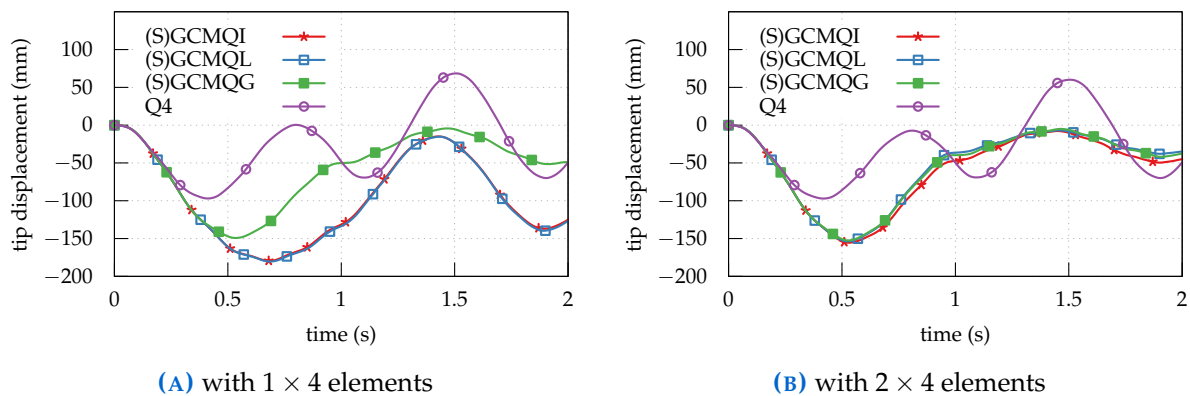 100
50
0
−50
−100
−150
−200
tip displacement (mm)
(S)GCMQI
(S)GCMQL
(S)GCMQG
Q4
0
0.5
1
1.5
2
time (s)
(A) with 1 × 4 elements
100
50
0
−50
−100
−150
−200
tip displacement (mm)
(S)GCMQI
(S)GCMQL
(S)GCMQG
Q4
0
0.5
1
1.5
2
time (s)
(B) with 2 × 4 elements